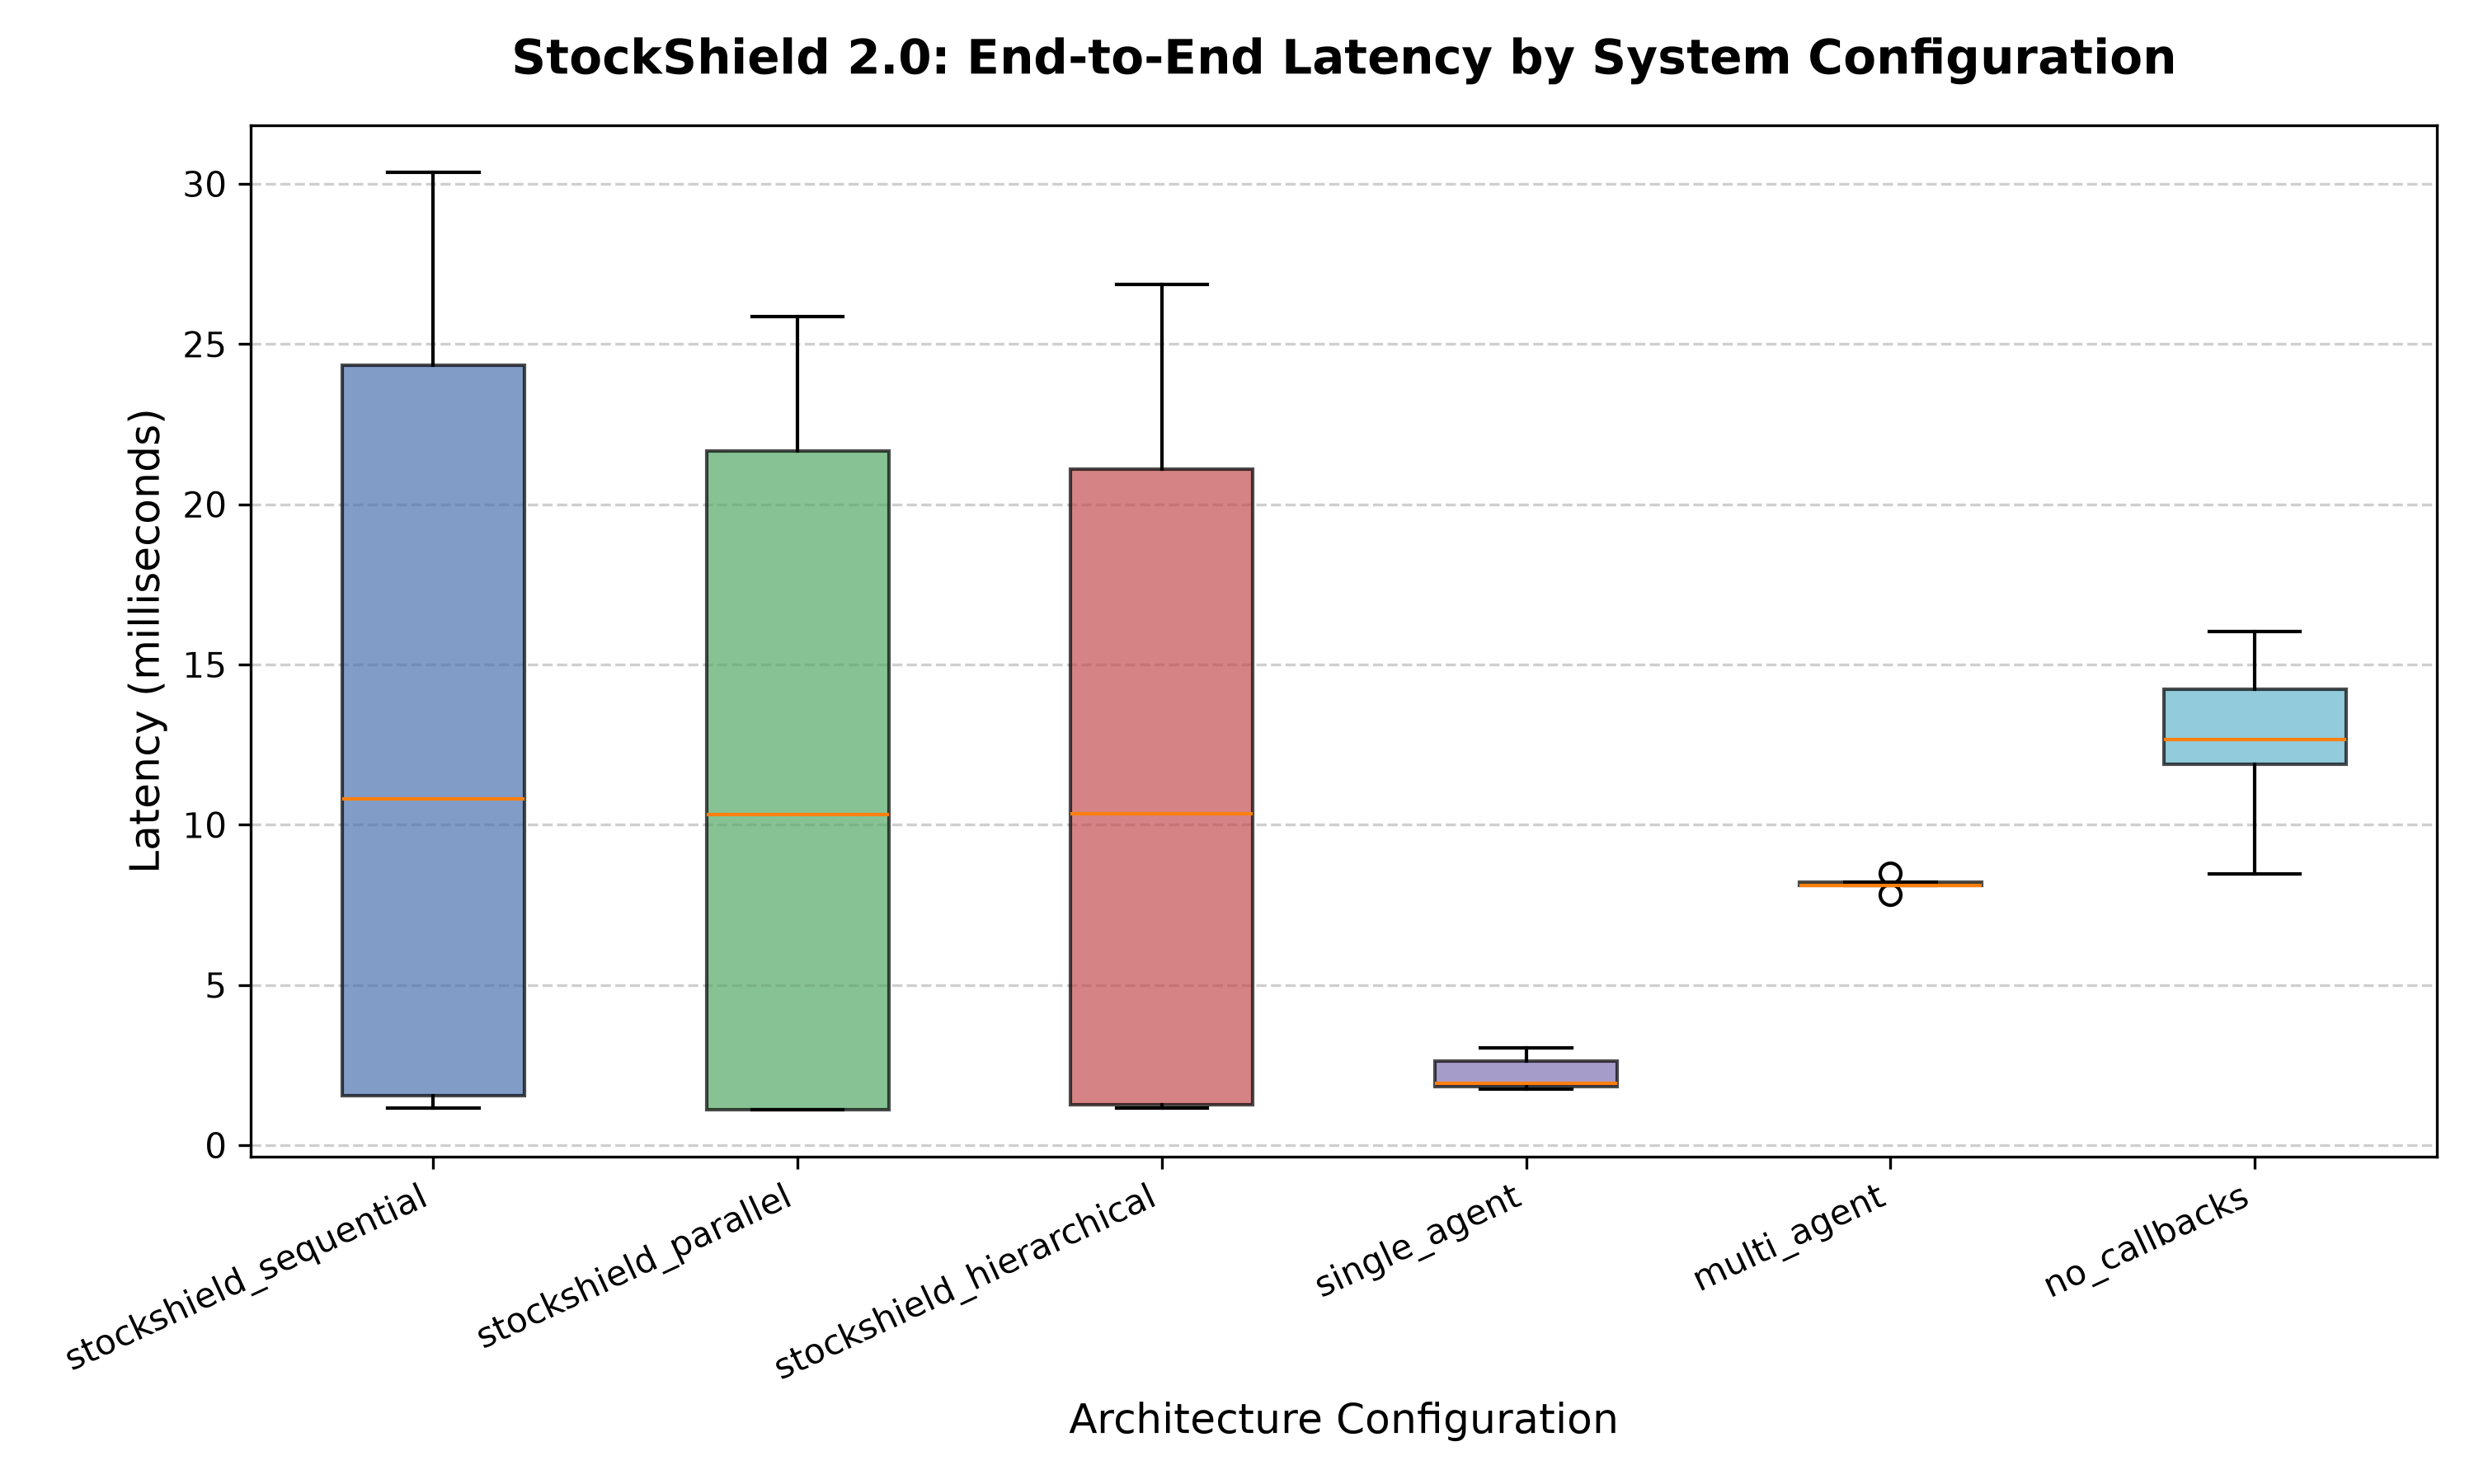 StockShield 2.0: End-to-End Latency by System Configuration
Latency (milliseconds)
30
25
20
15
10
5
0
stockshield_sequential
stockshield_parallel
stockshield_hierarchical
single_agent
multi_agent
no_callbacks
Architecture Configuration